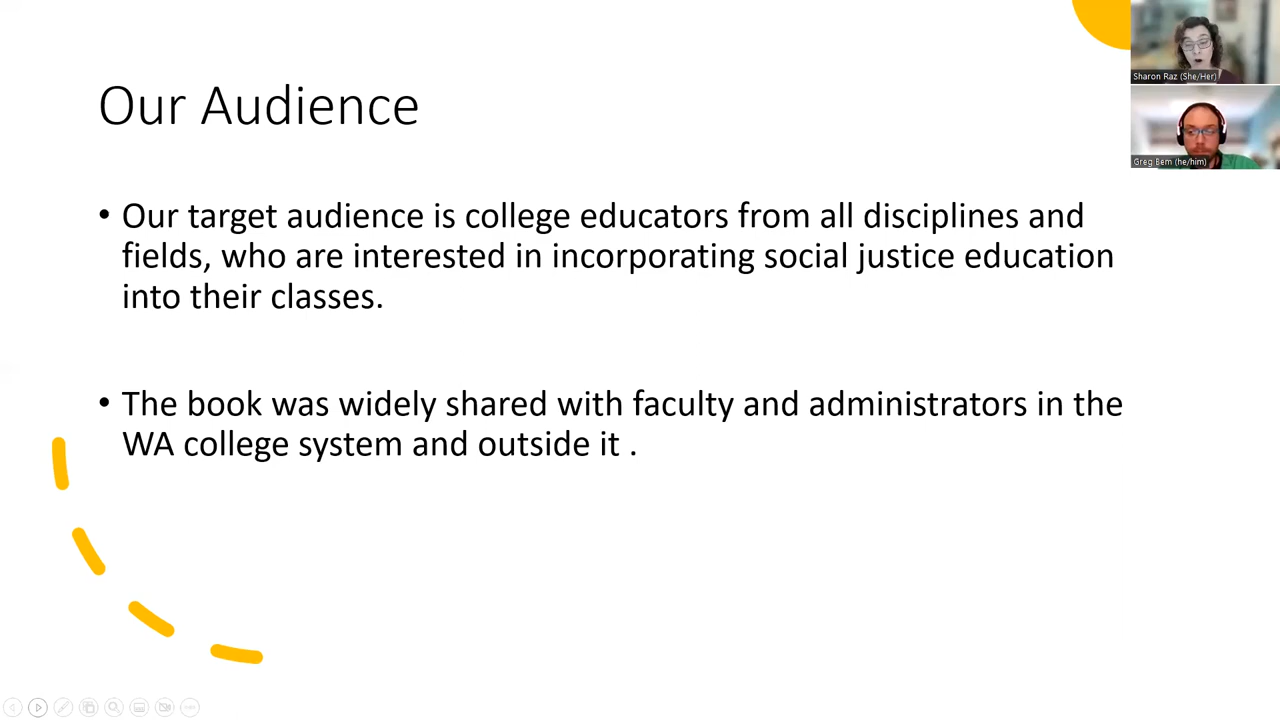 Our Audience
• Our target audience is college educators from all disciplines and
fields, who are interested in incorporating social justice education
into their classes.
• The book was widely shared with faculty and administrators in the
WA college system and outside it .
Sharon Raz (She/Her)
Greg Bem (he/him)